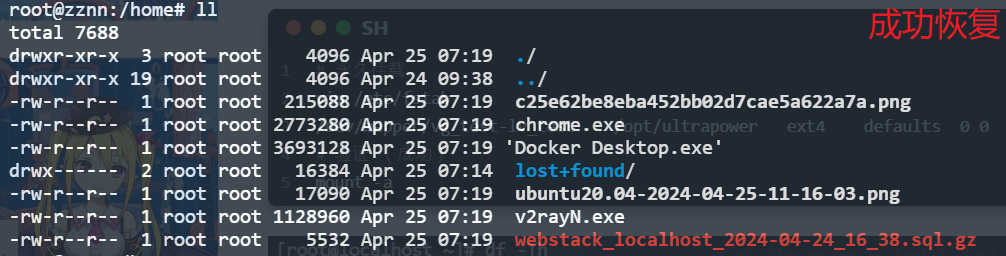 root@zznn:/home# ll
成功恢复
SH
total 7688
drwxr-xr-x  3 root root    4096 Apr 25 07:19  ./
drwxr-xr-x 19 root root    4096 Apr 24 09:38  ../
-rw-r--r--  1 root root  215088 Apr 25 07:19  c25e62be8eba452bb02d7cae5a622a7a.png
-rw-r--r--  1 root root 2773280 Apr 25 07:19  chrome.exe
opt/ultrapower   ext4   defaults  0 0
-rw-r--r--  1 root root 3693128 Apr 25 07:19 'Docker Desktop.exe'
drwx------  2 root root   16384 Apr 25 07:14  lost+found/
5 mount -a
-rw-r--r--  1 root root   17090 Apr 25 07:19  ubuntu20.04-2024-04-25-11-16-03.png
-rw-r--r--  1 root root 1128960 Apr 25 07:19  v2rayN.exe
-rw-r--r--  1 root root    5532 Apr 25 07:19  webstack_localhost_2024-04-24_16_38.sql.gz
[root@localhost ~]# df -Th